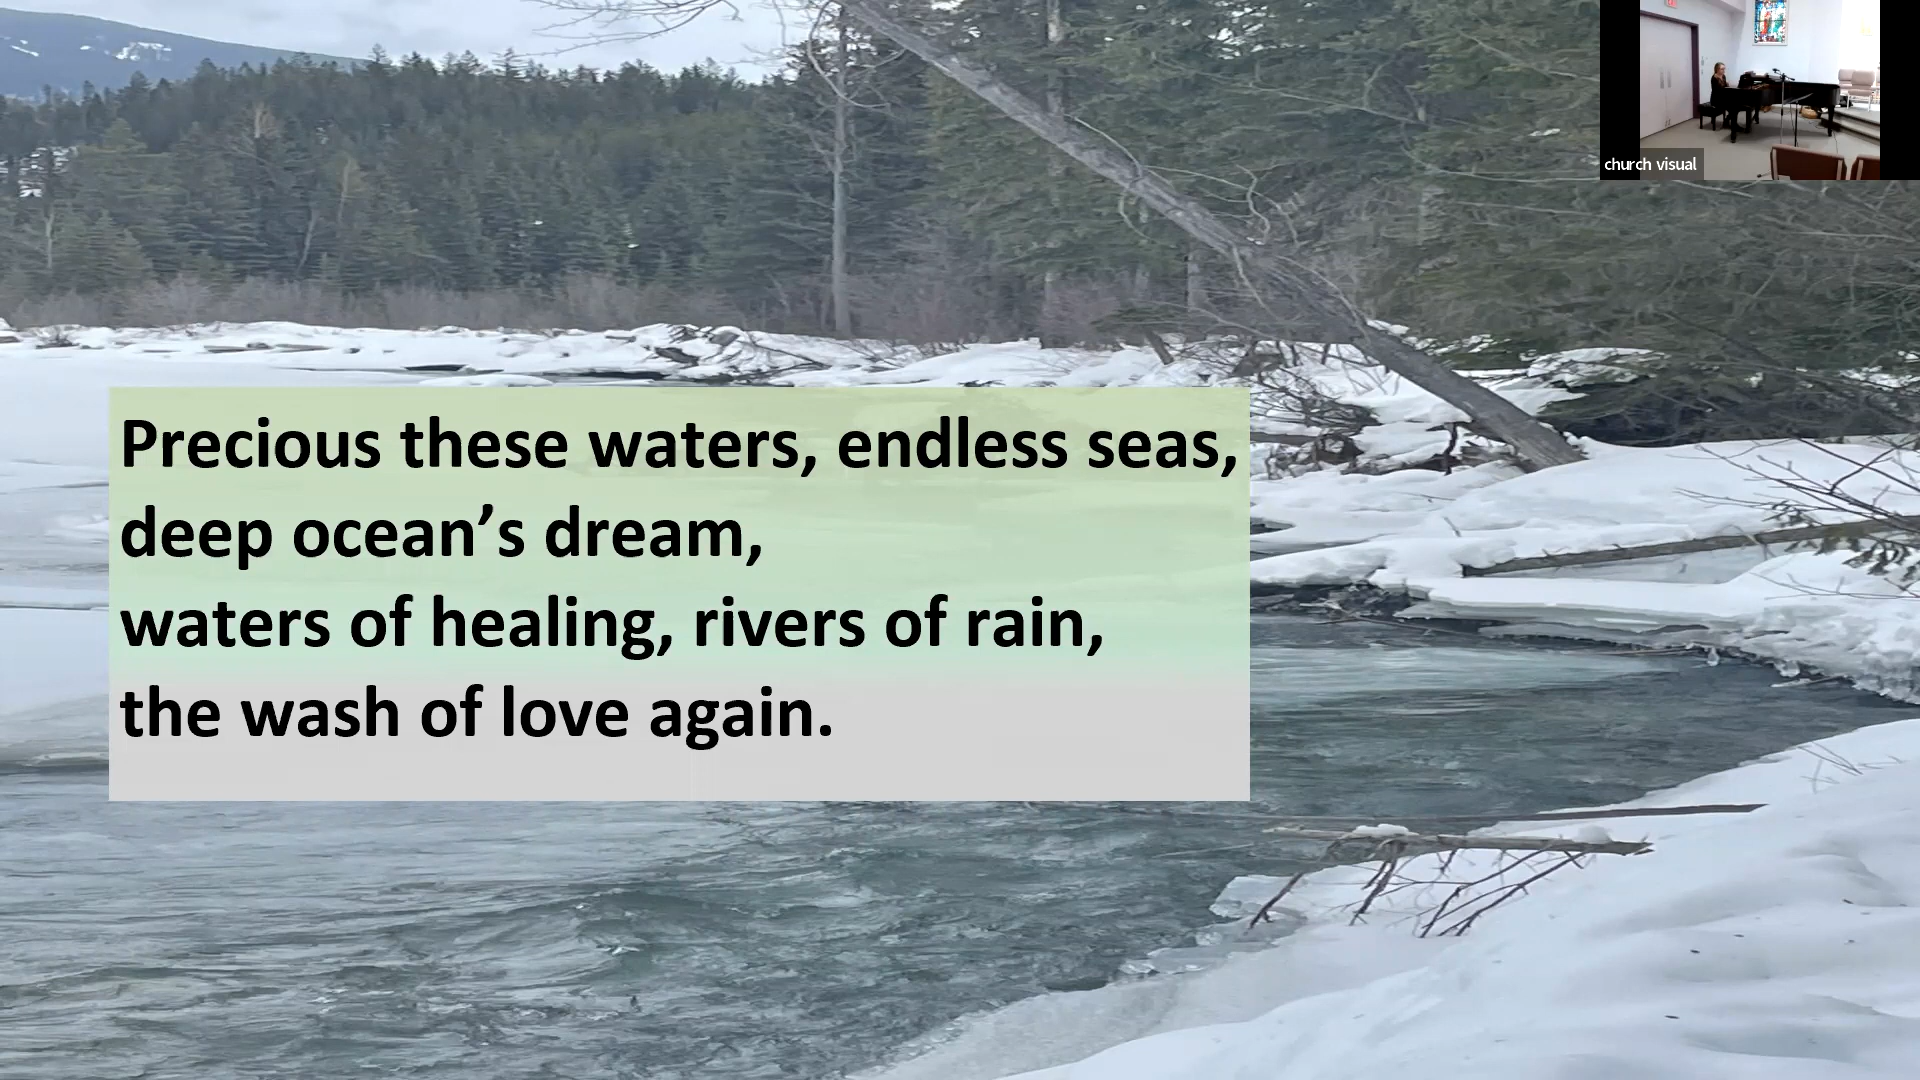 Precious these waters, endless seas,
deep ocean’s dream,
waters of healing, rivers of rain,
the wash of love again.
church visual